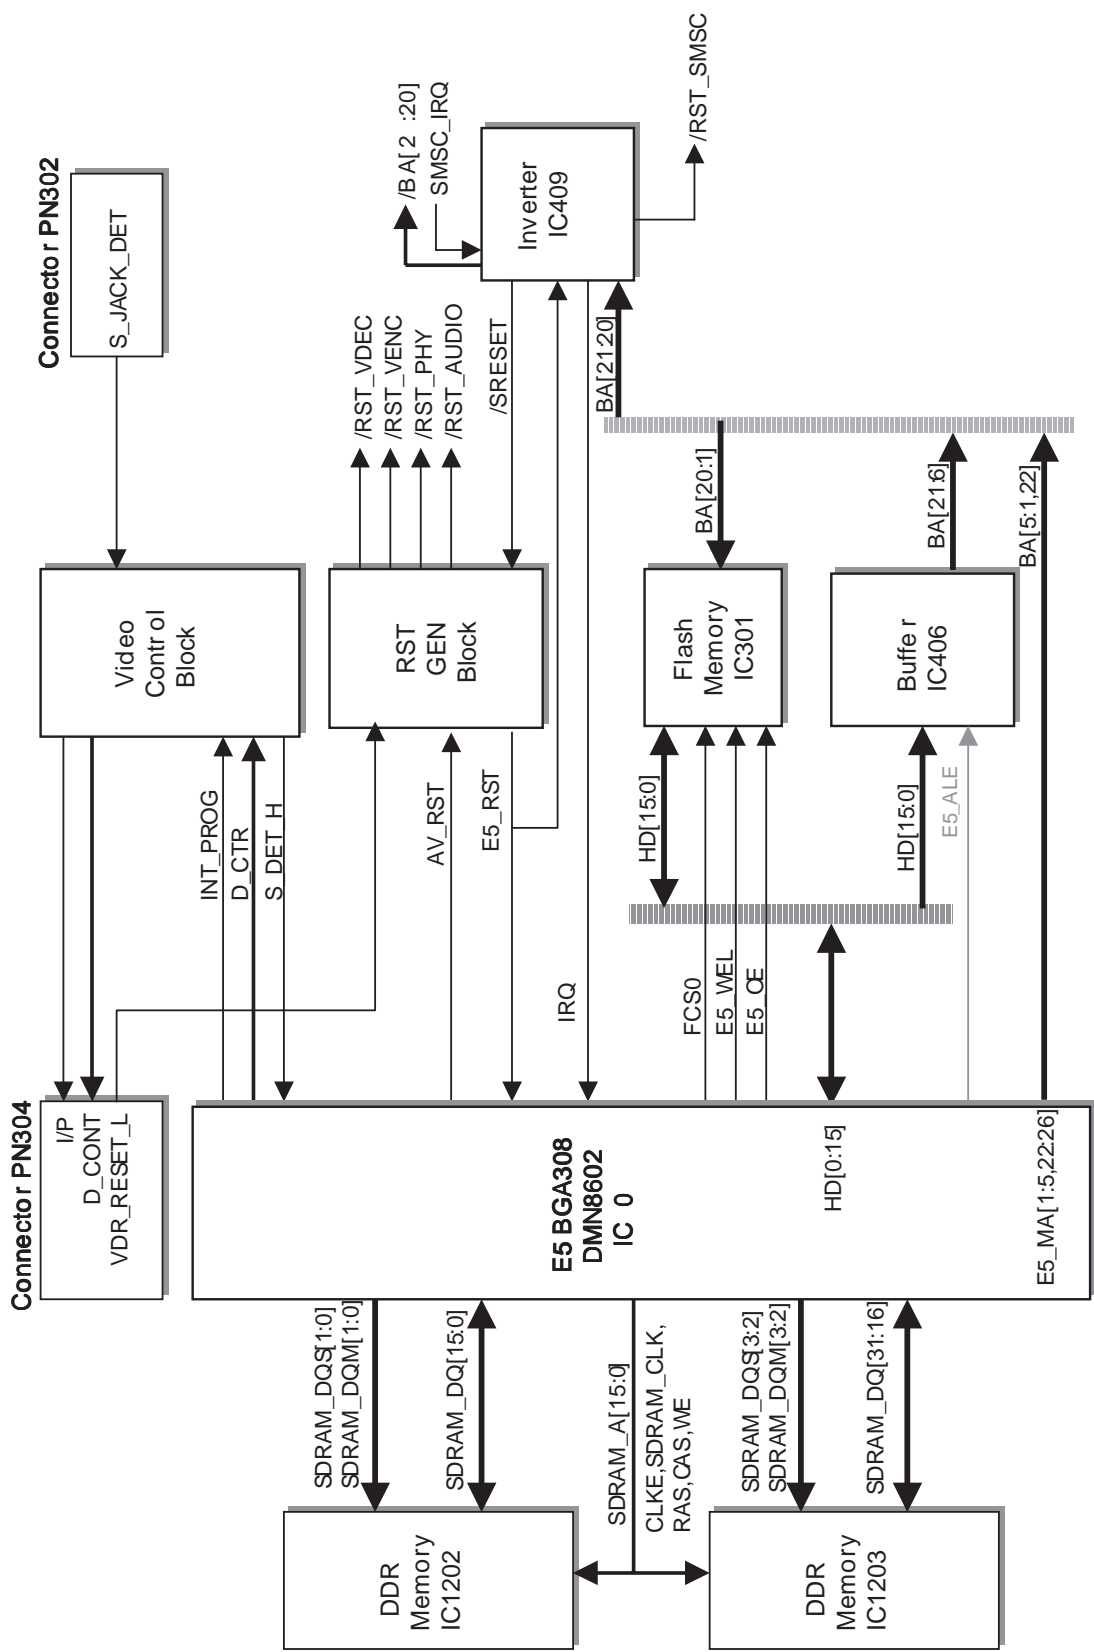 Connector PN304
I/P
D_CONT
VDR_RESET_L
Video
Control
Block
Connector PN302
S_JACK_DET
INT_PROG
D_CTR
S_DET_H
RST
GEN
Block
/RST_VDEC
/RST_VENC
/RST_PHY
/RST_AUDIO
/SRESET
/BA[2 :20]
SMSC_IRQ
Inverter
IC409
/RST_SMSC
AV_RST
E5_RST
IRQ
BA[21:20]
E5 BGA308
DMN8602
IC 0
HD[0:15]
E5_MA[1:5,22:26]
FCS0
E5_WEL
E5_OE
HD[15:0]
Flash
Memory
IC301
BA[20:1]
HD[15:0]
E5_ALE
Buffer
IC406
BA[21:6]
BA[5:1,22]
SDRAM_DQS[1:0]
SDRAM_DQM[1:0]
SDRAM_DQ[15:0]
DDR
Memory
IC1202
SDRAM_A[15:0]
CLKE,SDRAM_CLK,
RAS,CAS,WE
SDRAM_DQS[3:2]
SDRAM_DQM[3:2]
SDRAM_DQ[31:16]
DDR
Memory
IC1203